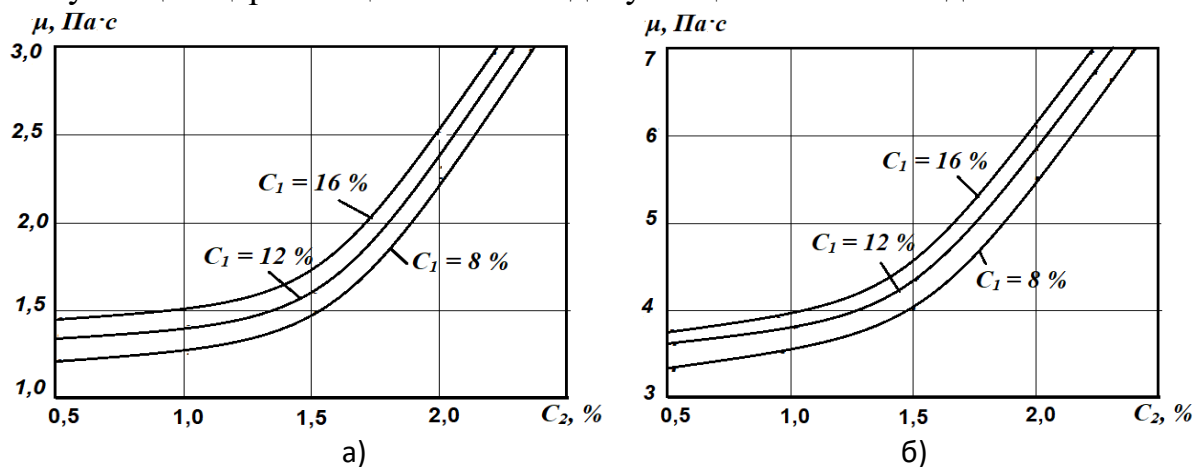 μ, Па·с
3,0
2,5
2,0
1,5
1,0
0,5
1,0
1,5
2,0
C₂, %
C₁ = 16 %
C₁ = 12 %
C₁ = 8 %
а)
μ, Па·с
7
6
5
4
3
0,5
1,0
1,5
2,0
C₂, %
C₁ = 16 %
C₁ = 12 %
C₁ = 8 %
б)